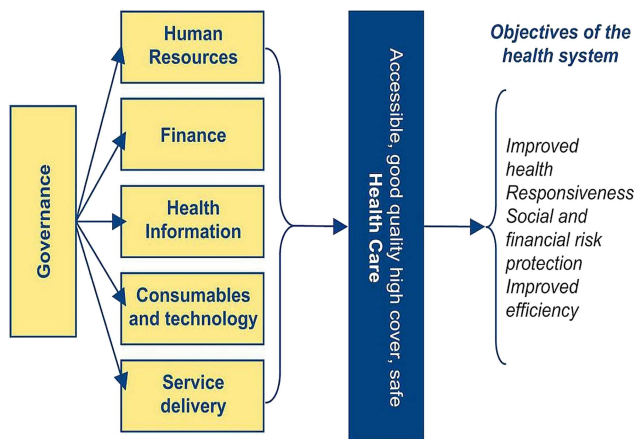 Governance
Human
Resources
Finance
Health
Information
Consumables
and technology
Service
delivery
Accessible, good quality high cover, safe
Health Care
Objectives of the
health system
Improved
health
Responsiveness
Social and
financial risk
protection
Improved
efficiency